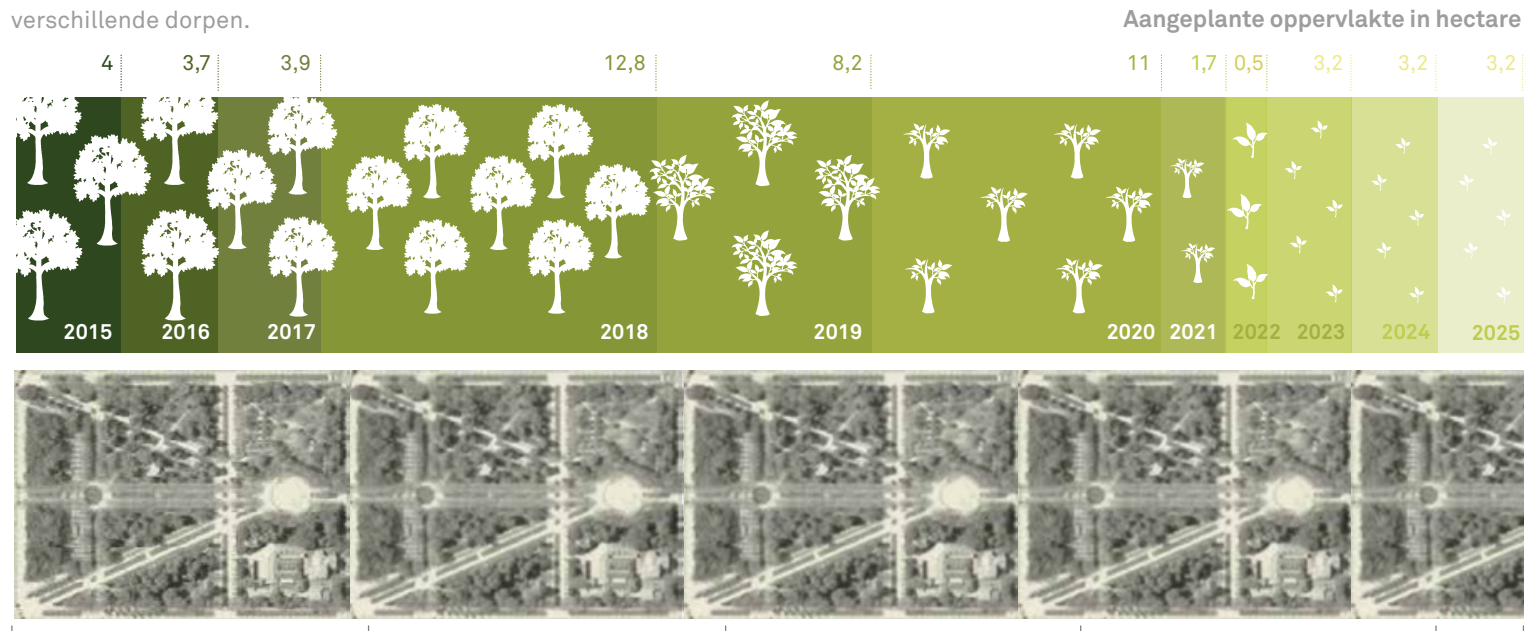 verschillende dorpen.
Aangeplante oppervlakte in hectare
4 3,7 3,9 12,8 8,2 11 1,7 0,5 3,2 3,2 3,2
2015 2016 2017 2018 2019 2020 2021 2022 2023 2024 2025